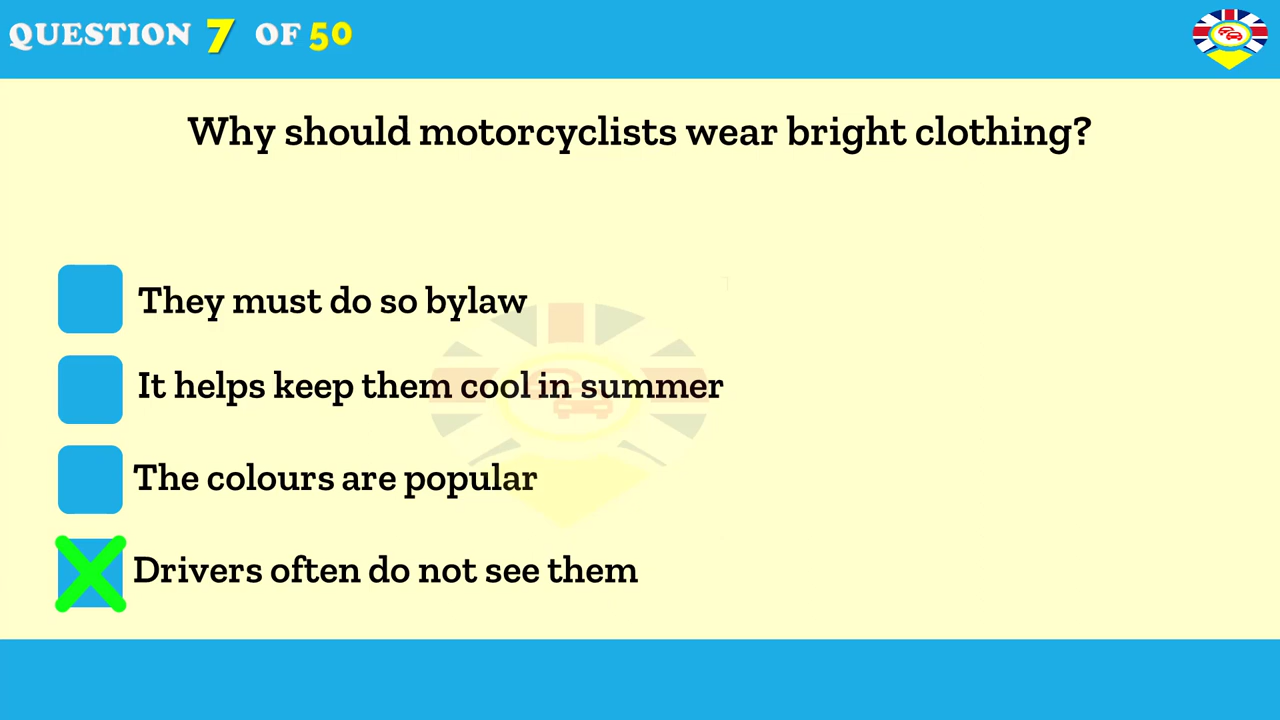 QUESTION 7 OF 50
Why should motorcyclists wear bright clothing?
They must do so bylaw
It helps keep them cool in summer
The colours are popular
Drivers often do not see them